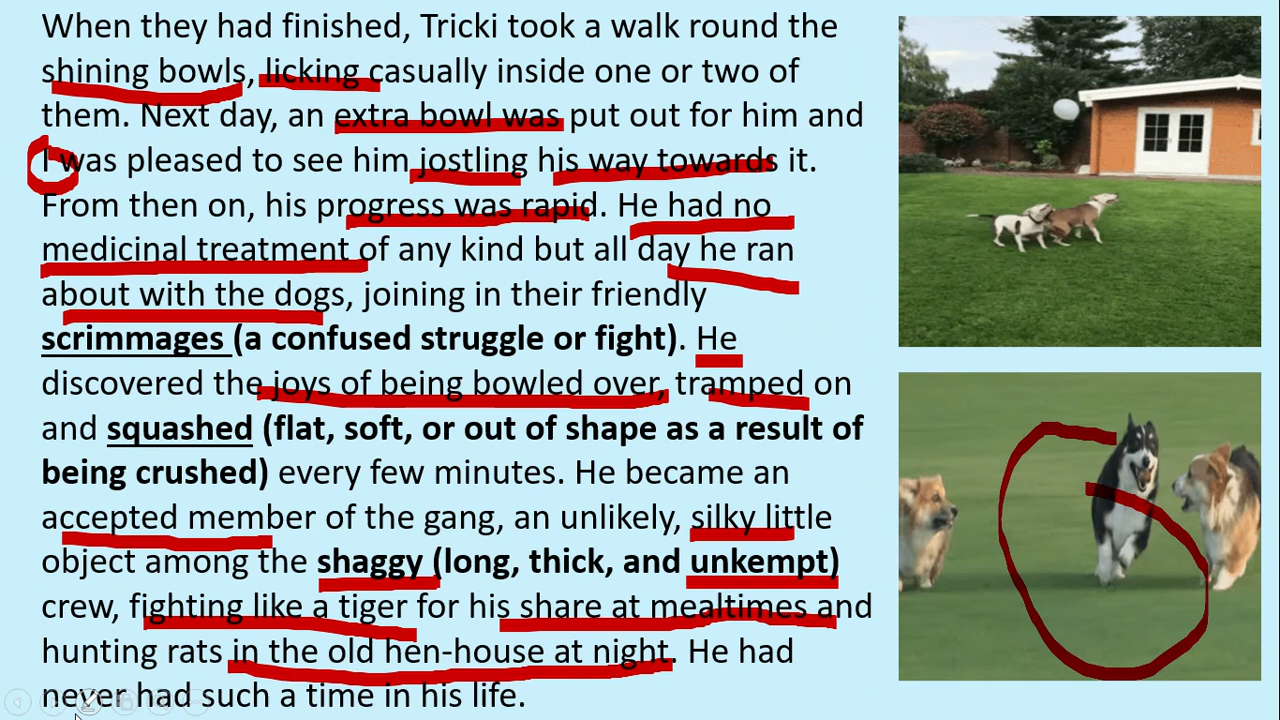 When they had finished, Tricki took a walk round the
shining bowls, licking casually inside one or two of
them. Next day, an extra bowl was put out for him and
I was pleased to see him jostling his way towards it.
From then on, his progress was rapid. He had no
medicinal treatment of any kind but all day he ran
about with the dogs, joining in their friendly
scrimmages (a confused struggle or fight). He
discovered the joys of being bowled over, tramped on
and squashed (flat, soft, or out of shape as a result of
being crushed) every few minutes. He became an
accepted member of the gang, an unlikely, silky little
object among the shaggy (long, thick, and unkempt)
crew, fighting like a tiger for his share at mealtimes and
hunting rats in the old hen-house at night. He had
never had such a time in his life.